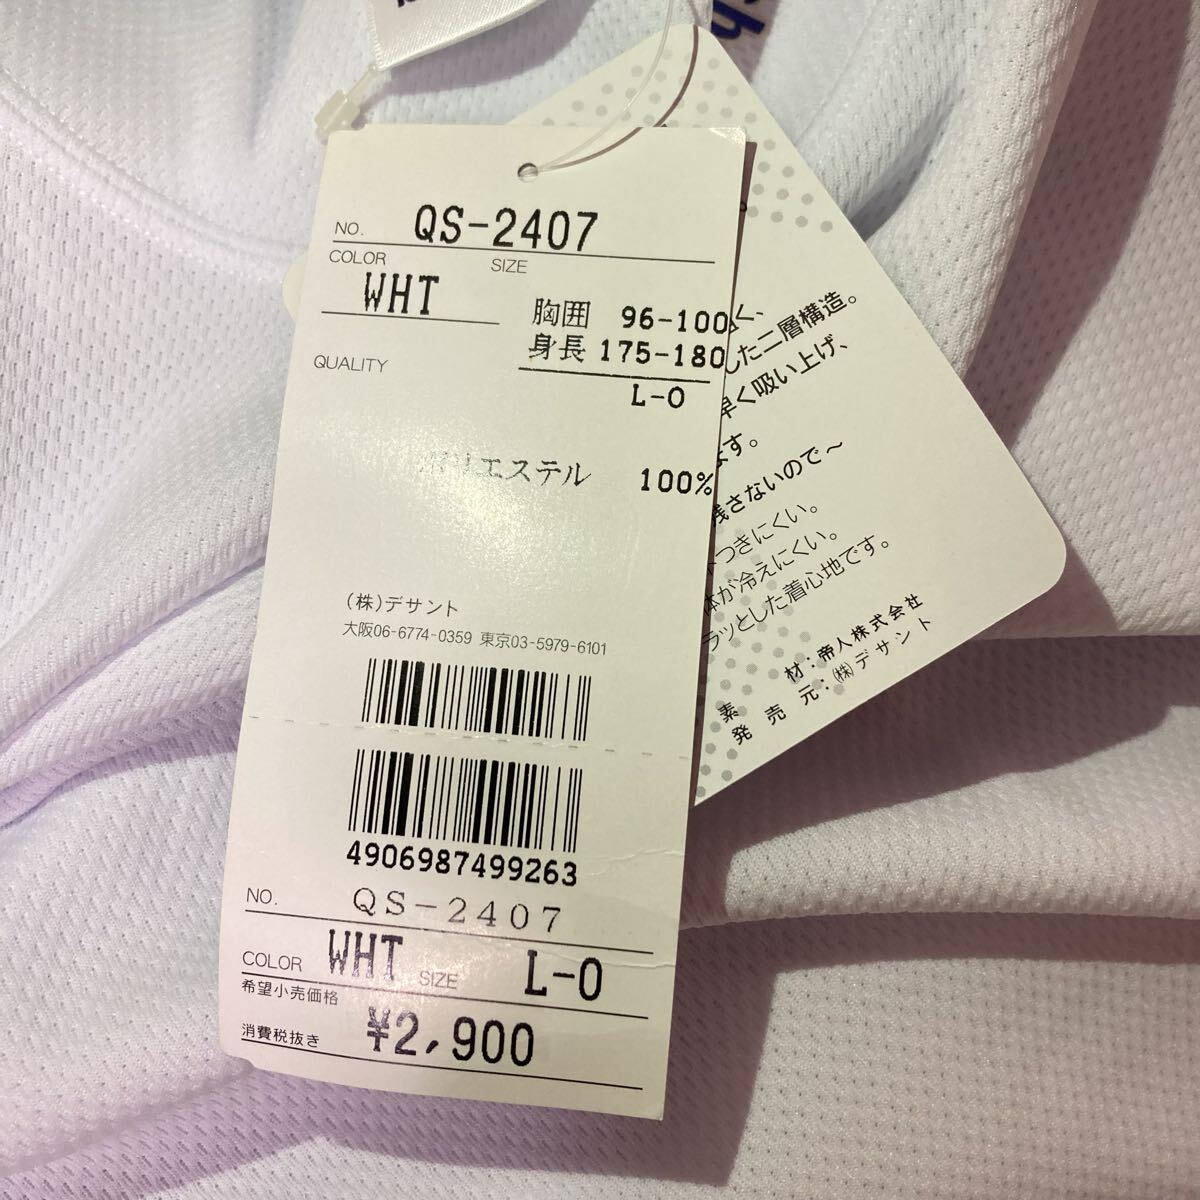 NO. QS-2407
COLOR SIZE
WHT
胸囲 96-100
身長 175-180
L-O
QUALITY
ポリエステル 100%
(株)デサント
大阪06-6774-0359 東京03-5979-6101
4906987499263
NO. QS-2407
COLOR WHT SIZE L-O
希望小売価格
消費税抜き ¥2,900
した二層構造。
早く吸い上げ、
ます。
残さないので〜
つきにくい。
体が冷えにくい。
ラッとした着心地です。
素材:帝人株式会社
発売元:(株)デサント